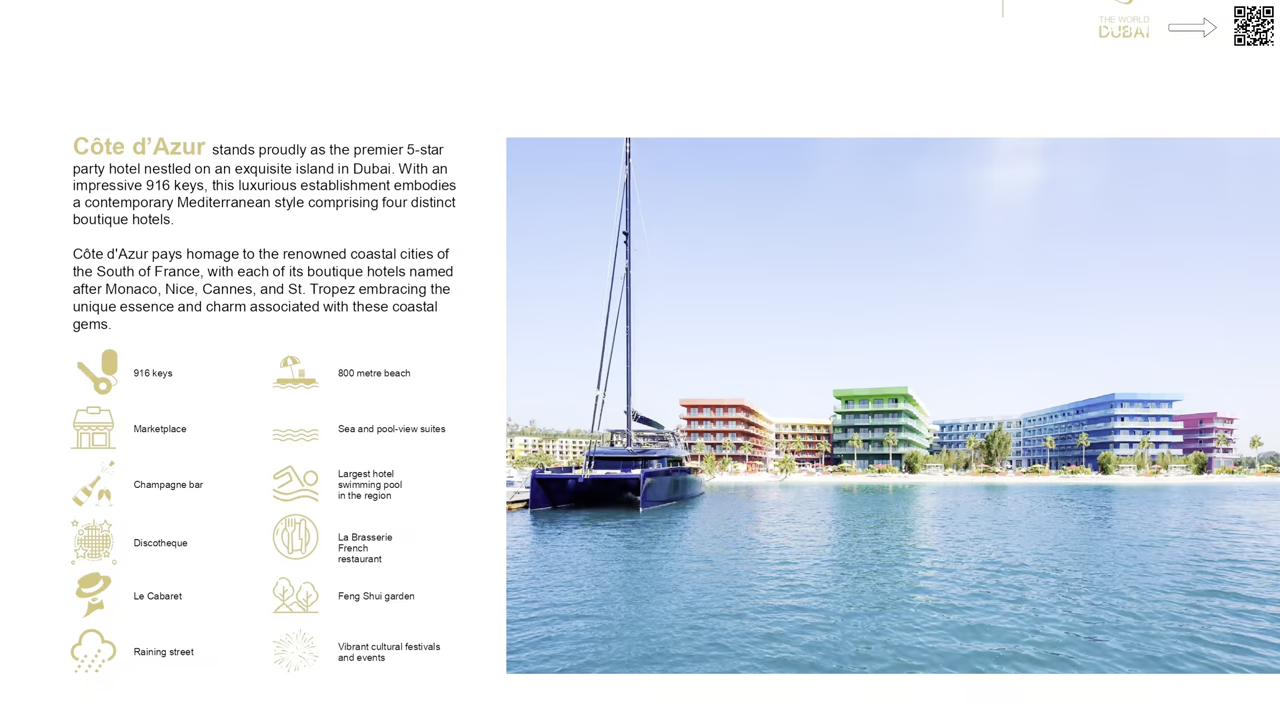 THE WORLD
DUBAI
Côte d’Azur stands proudly as the premier 5-star
party hotel nestled on an exquisite island in Dubai. With an
impressive 916 keys, this luxurious establishment embodies
a contemporary Mediterranean style comprising four distinct
boutique hotels.
Côte d'Azur pays homage to the renowned coastal cities of
the South of France, with each of its boutique hotels named
after Monaco, Nice, Cannes, and St. Tropez embracing the
unique essence and charm associated with these coastal
gems.
916 keys
800 metre beach
Marketplace
Sea and pool-view suites
Champagne bar
Largest hotel
swimming pool
in the region
Discotheque
La Brasserie
French
restaurant
Le Cabaret
Feng Shui garden
Raining street
Vibrant cultural festivals
and events